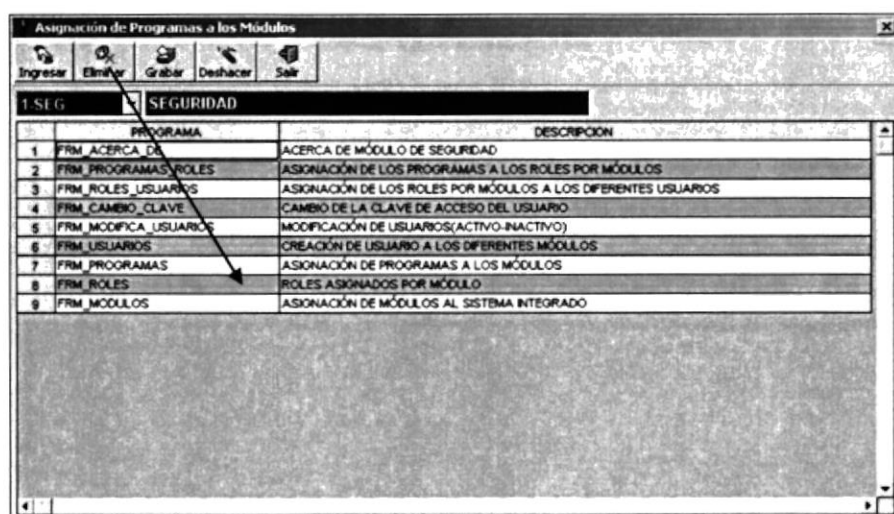 Asignación de Programas a los Módulos
Ingresar Eliminar Grabar Deshacer Salir
1-SEG SEGURIDAD
PROGRAMA DESCRIPCION
1 FRM_ACERCA_DE ACERCA DE MÓDULO DE SEGURIDAD
2 FRM_PROGRAMAS_ROLES ASIGNACIÓN DE LOS PROGRAMAS A LOS ROLES POR MÓDULOS
3 FRM_ROLES_USUARIOS ASIGNACIÓN DE LOS ROLES POR MÓDULOS A LOS DIFERENTES USUARIOS
4 FRM_CAMBIO_CLAVE CAMBIO DE LA CLAVE DE ACCESO DEL USUARIO
5 FRM_MODIFICA_USUARIOS MODIFICACIÓN DE USUARIOS(ACTIVO-INACTIVO)
6 FRM_USUARIOS CREACIÓN DE USUARIO A LOS DIFERENTES MÓDULOS
7 FRM_PROGRAMAS ASIGNACIÓN DE PROGRAMAS A LOS MÓDULOS
8 FRM_ROLES ROLES ASIGNADOS POR MÓDULO
9 FRM_MODULOS ASIGNACIÓN DE MÓDULOS AL SISTEMA INTEGRADO